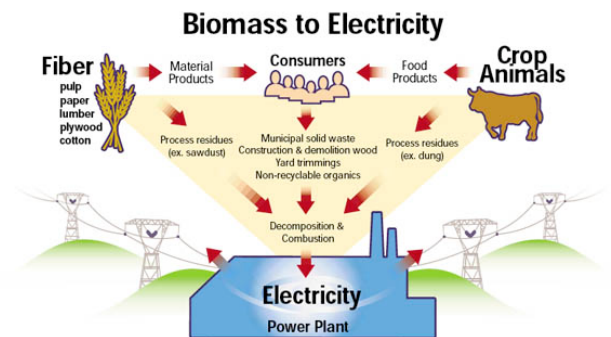 Biomass to Electricity
Fiber
pulp
paper
lumber
plywood
cotton
Material
Products
Consumers
Food
Products
Crop
Animals
Process residues
(ex. sawdust)
Municipal solid waste
Construction & demolition wood
Yard trimmings
Non-recyclable organics
Process residues
(ex. dung)
Decomposition &
Combustion
Electricity
Power Plant